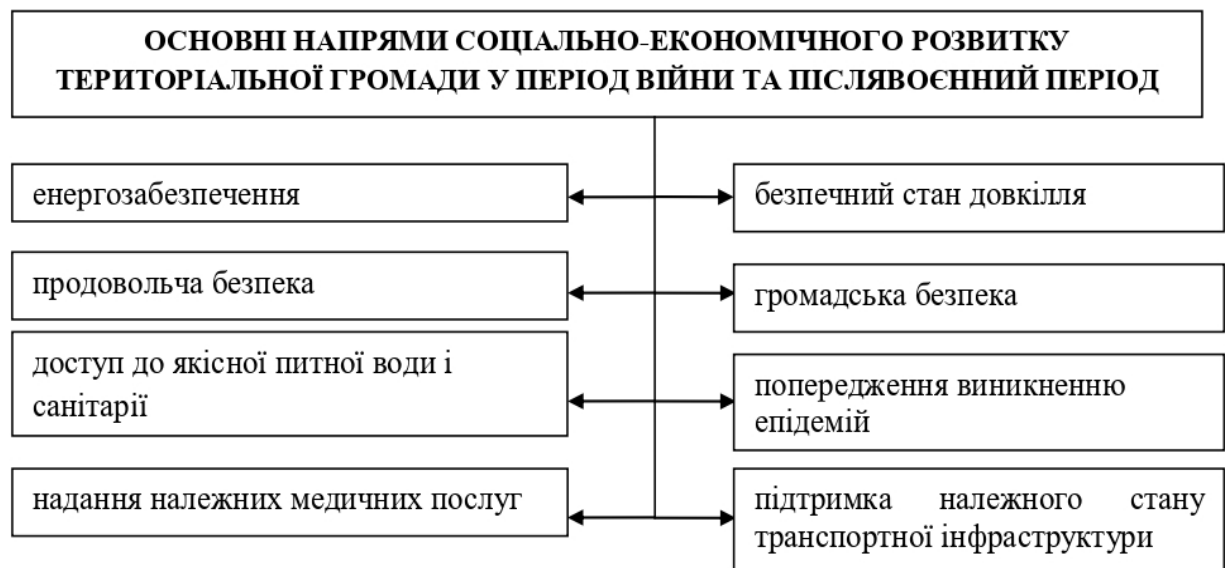 ОСНОВНІ НАПРЯМИ СОЦІАЛЬНО-ЕКОНОМІЧНОГО РОЗВИТКУ
ТЕРИТОРІАЛЬНОЇ ГРОМАДИ У ПЕРІОД ВІЙНИ ТА ПІСЛЯВОЄННИЙ ПЕРІОД
енергозабезпечення
безпечний стан довкілля
продовольча безпека
громадська безпека
доступ до якісної питної води і
санітарії
попередження виникненню
епідемій
надання належних медичних послуг
підтримка належного стану
транспортної інфраструктури